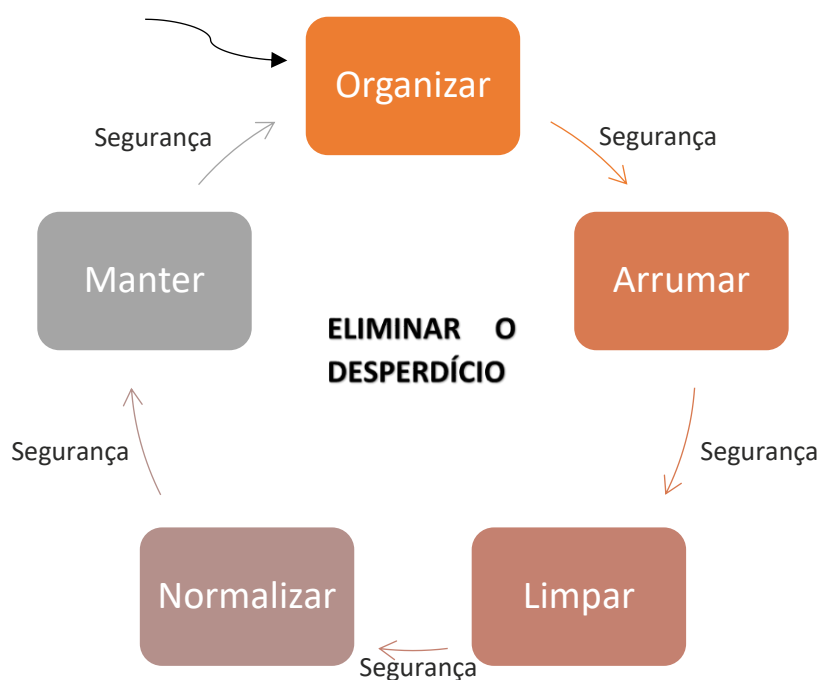 Organizar
Segurança
Segurança
Manter
Arrumar
ELIMINAR O
DESPERDÍCIO
Segurança
Segurança
Normalizar
Limpar
Segurança